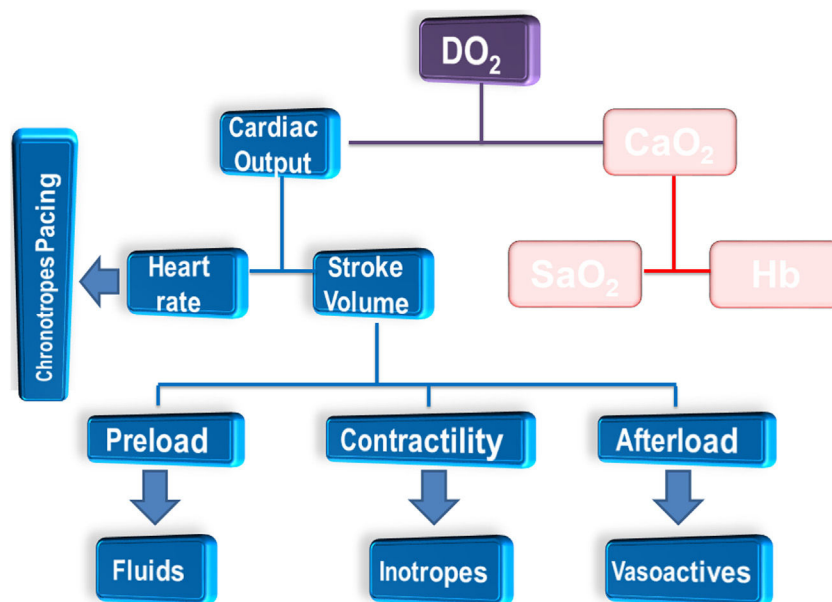 DO₂
Cardiac
Output
CaO₂
Chronotropes Pacing
Heart
rate
Stroke
Volume
SaO₂
Hb
Preload
Contractility
Afterload
Fluids
Inotropes
Vasoactives